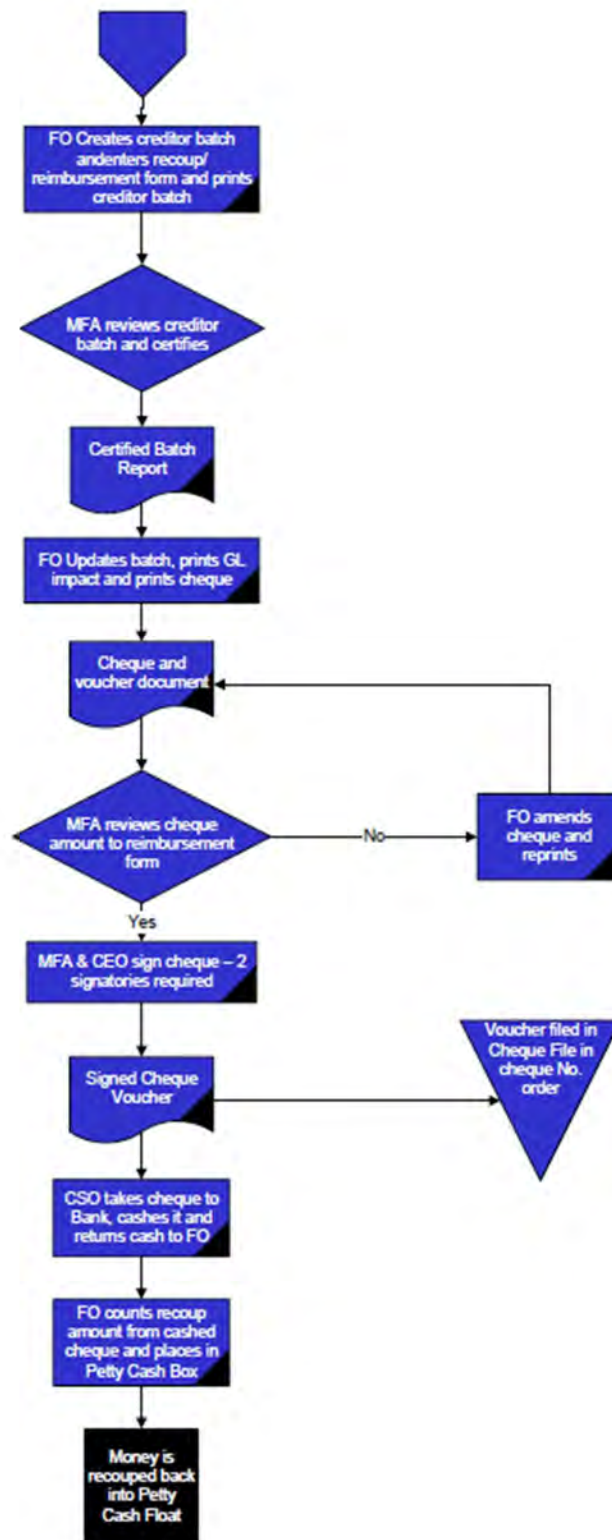 FO Creates creditor batch
andenters recoup/
reimbursement form and prints
creditor batch
MFA reviews creditor
batch and certifies
Certified Batch
Report
FO Updates batch, prints GL
impact and prints cheque
Cheque and
voucher document
MFA reviews cheque
amount to reimbursement
form
No
FO amends
cheque and
reprints
Yes
MFA & CEO sign cheque – 2
signatories required
Signed Cheque
Voucher
Voucher filed in
Cheque File in
cheque No.
order
CSO takes cheque to
Bank, cashes it and
returns cash to FO
FO counts recoup
amount from cashed
cheque and places in
Petty Cash Box
Money is
recouped back
into Petty
Cash Float